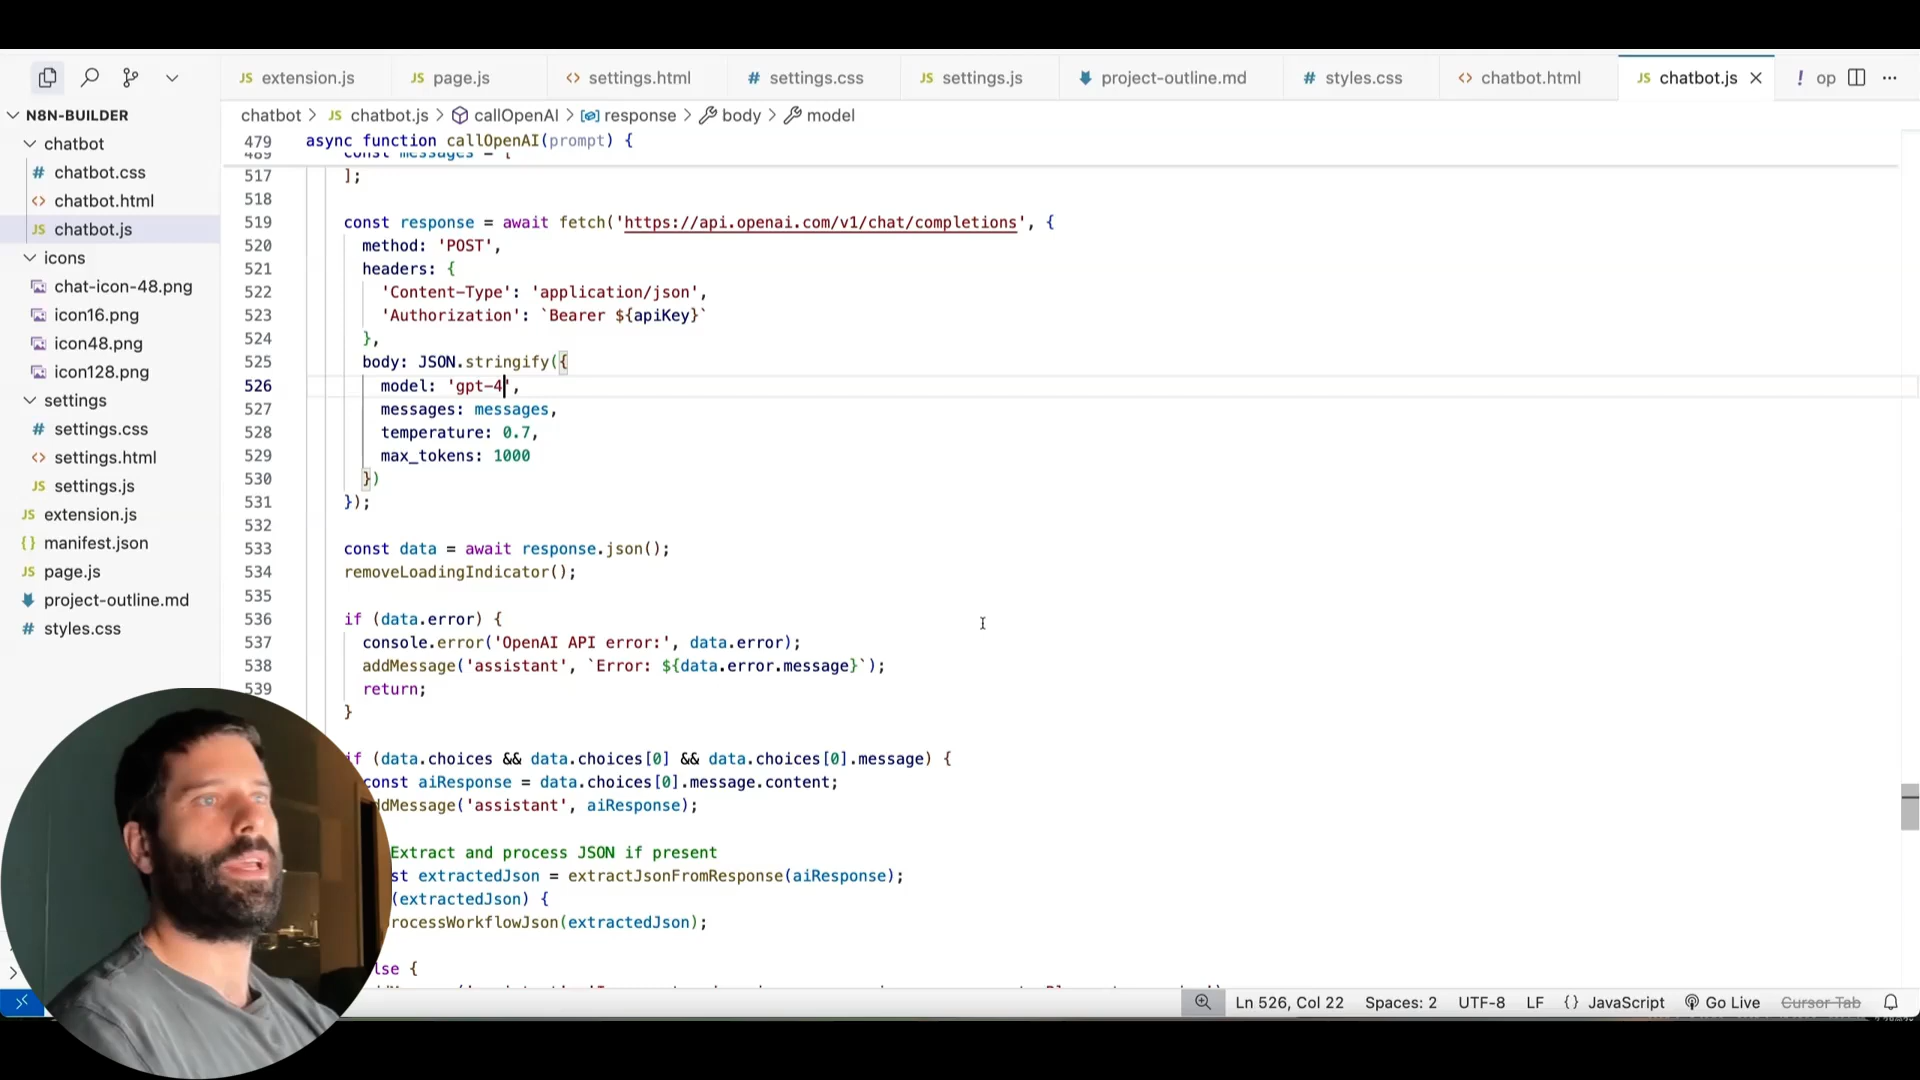 extension.js page.js settings.html settings.css settings.js project-outline.md styles.css chatbot.html chatbot.js op
N8N-BUILDER
chatbot
chatbot.css
chatbot.html
chatbot.js
icons
chat-icon-48.png
icon16.png
icon48.png
icon128.png
settings
settings.css
settings.html
settings.js
extension.js
manifest.json
page.js
project-outline.md
styles.css
chatbot > JS chatbot.js > callOpenAI > response > body > model
479 async function callOpenAI(prompt) {
489 const messages = [
517 ];
518
519 const response = await fetch('https://api.openai.com/v1/chat/completions', {
520 method: 'POST',
521 headers: {
522 'Content-Type': 'application/json',
523 'Authorization': `Bearer ${apiKey}`
524 },
525 body: JSON.stringify({
526 model: 'gpt-4',
527 messages: messages,
528 temperature: 0.7,
529 max_tokens: 1000
530 })
531 });
532
533 const data = await response.json();
534 removeLoadingIndicator();
535
536 if (data.error) {
537 console.error('OpenAI API error:', data.error);
538 addMessage('assistant', `Error: ${data.error.message}`);
539 return;
}
if (data.choices && data.choices[0] && data.choices[0].message) {
const aiResponse = data.choices[0].message.content;
ddMessage('assistant', aiResponse);
Extract and process JSON if present
st extractedJson = extractJsonFromResponse(aiResponse);
(extractedJson) {
rocessWorkflowJson(extractedJson);
lse {
Ln 526, Col 22 Spaces: 2 UTF-8 LF {} JavaScript Go Live Cursor Tab